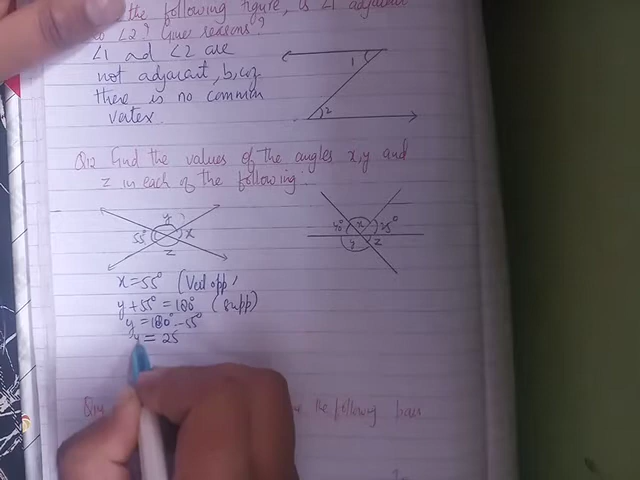 the following figure, is ∠1 adjacent
to ∠2? Give reasons?
∠1 and ∠2 are
not adjacent, b,coz
there is no common
vertex.
1
2
Q12 Find the values of the angles x, y and
z in each of the following:
y
55°
x
z
40°
x
25°
y
z
x = 55° (Vert opp
y + 55° = 180° (Supp)
y = 180° - 55°
y = 25
the following